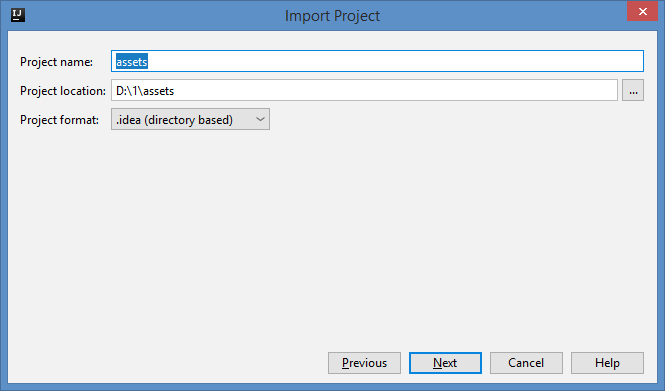 IJ
Import Project
Project name: assets
Project location: D:\1\assets ...
Project format: .idea (directory based)
Previous Next Cancel Help